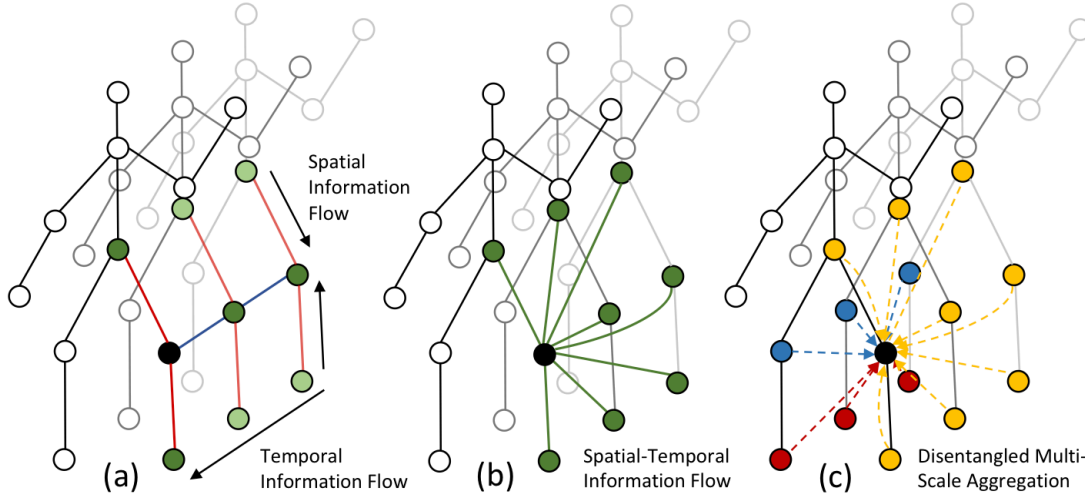 Spatial
Information
Flow
(a)
Temporal
Information Flow
(b)
Spatial-Temporal
Information Flow
(c)
Disentangled Multi-
Scale Aggregation